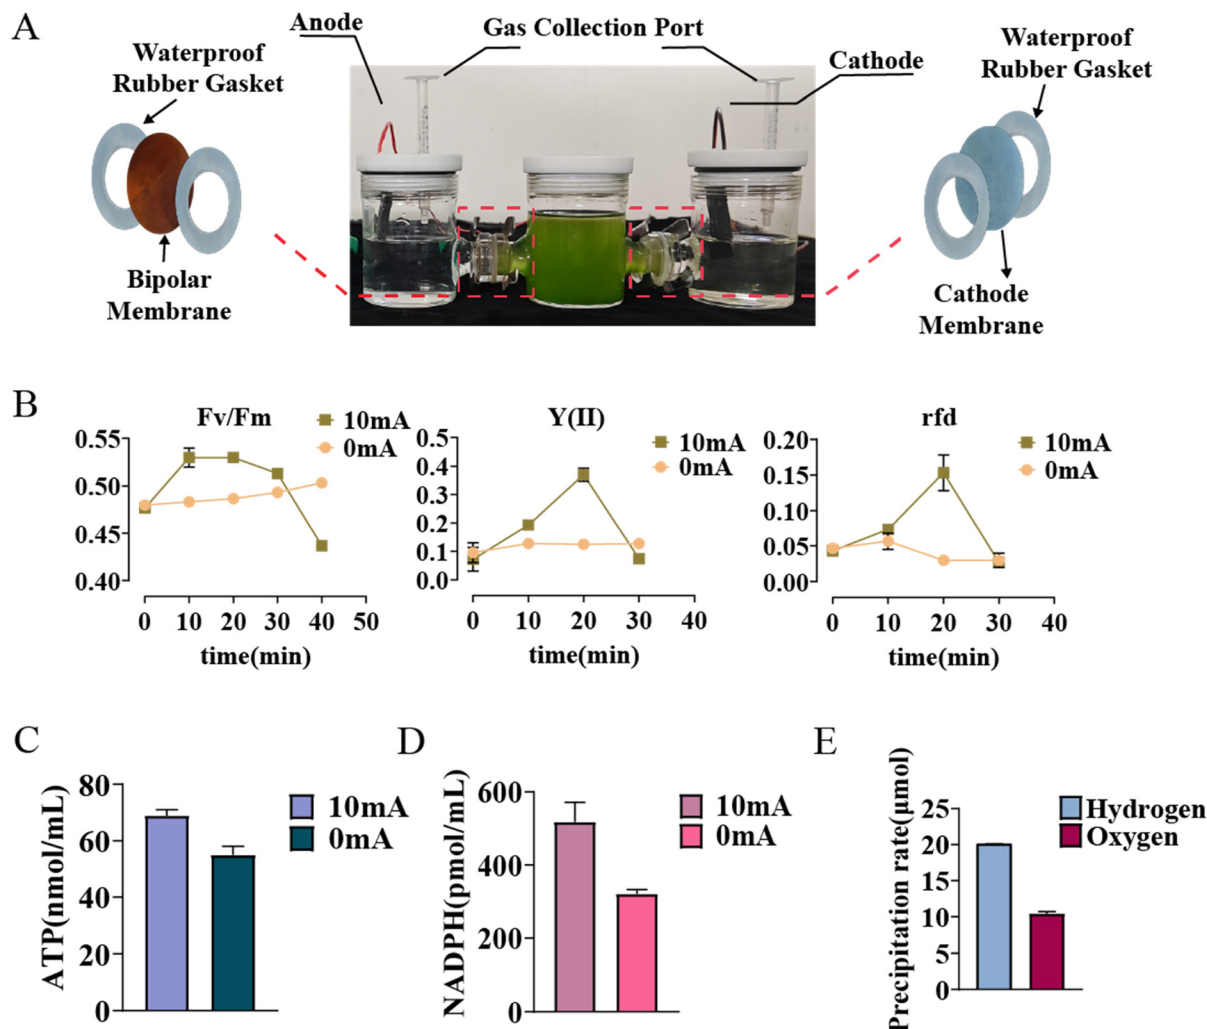 A
Anode
Gas Collection Port
Cathode
Waterproof
Rubber Gasket
Waterproof
Rubber Gasket
Bipolar
Membrane
Cathode
Membrane
B
Fv/Fm
10mA
0mA
0.55
0.50
0.45
0.40
0 10 20 30 40 50
time(min)
Y(II)
10mA
0mA
0.5
0.4
0.3
0.2
0.1
0.0
0 10 20 30 40
time(min)
rfd
10mA
0mA
0.20
0.15
0.10
0.05
0.00
0 10 20 30 40
time(min)
C
ATP(nmol/mL)
80
60
40
20
0
10mA
0mA
D
NADPH(pmol/mL)
600
400
200
0
10mA
0mA
E
Precipitation rate(μmol)
25
20
15
10
5
0
Hydrogen
Oxygen